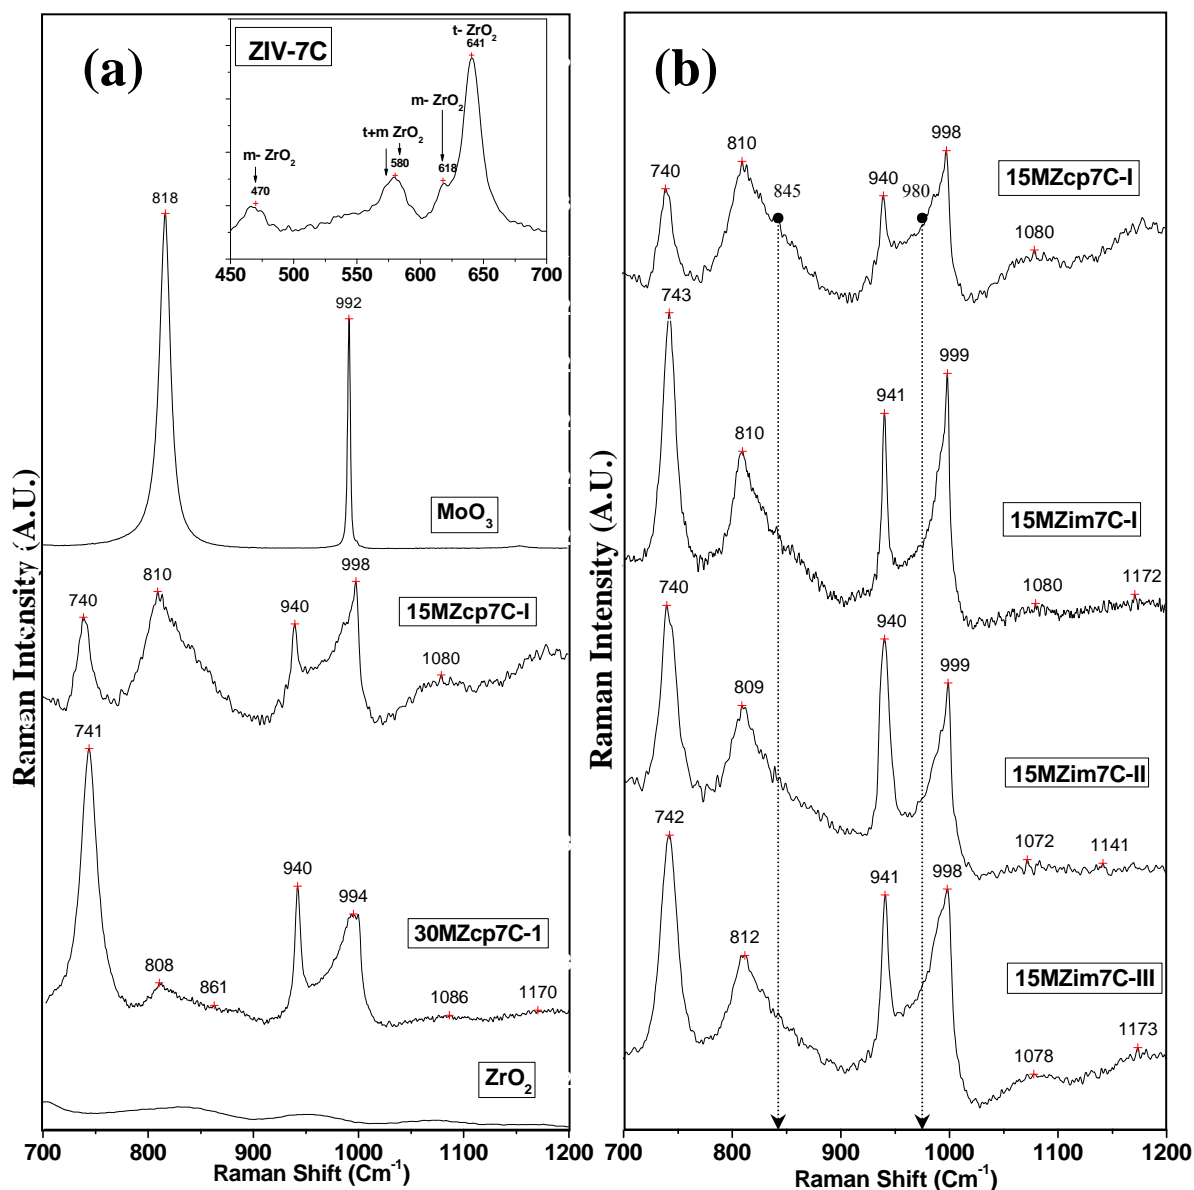 (a)
ZIV-7C
t- ZrO2
641
m- ZrO2
t+m ZrO2
580
618
m- ZrO2
470
450 500 550 600 650 700
818
992
MoO3
740
810
940
998
15MZcp7C-I
1080
741
808
861
940
994
30MZcp7C-1
1086
1170
ZrO2
700 800 900 1000 1100 1200
Raman Shift (Cm-1)
Raman Intensity (A.U.)
(b)
740
810
845
940
980
998
15MZcp7C-I
1080
743
810
941
999
15MZim7C-I
1080
1172
740
809
940
999
15MZim7C-II
1072
1141
742
812
941
998
15MZim7C-III
1078
1173
700 800 900 1000 1100 1200
Raman Shift (Cm-1)
Raman Intensity (A.U.)